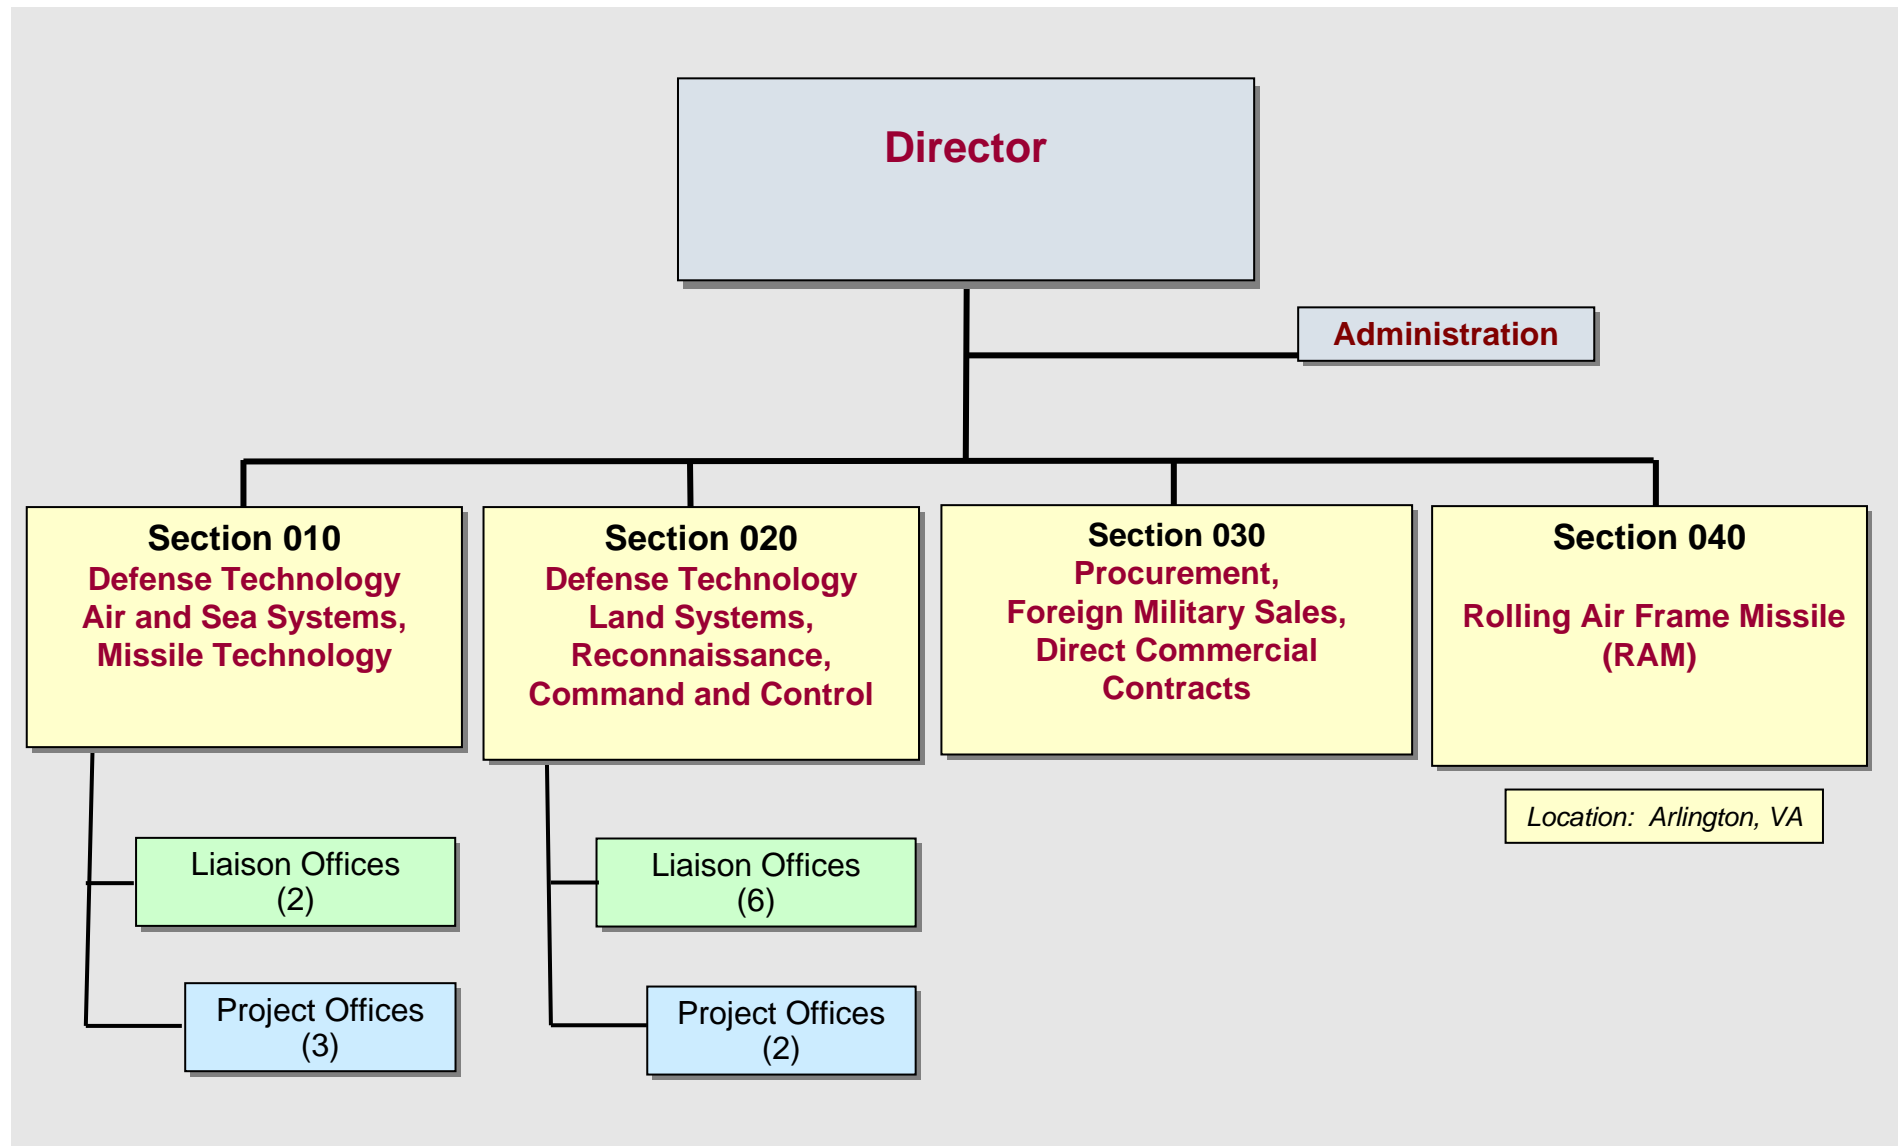 Director
Administration
Section 010
Defense Technology
Air and Sea Systems,
Missile Technology
Section 020
Defense Technology
Land Systems,
Reconnaissance,
Command and Control
Section 030
Procurement,
Foreign Military Sales,
Direct Commercial
Contracts
Section 040
Rolling Air Frame Missile
(RAM)
Location: Arlington, VA
Liaison Offices
(2)
Liaison Offices
(6)
Project Offices
(3)
Project Offices
(2)